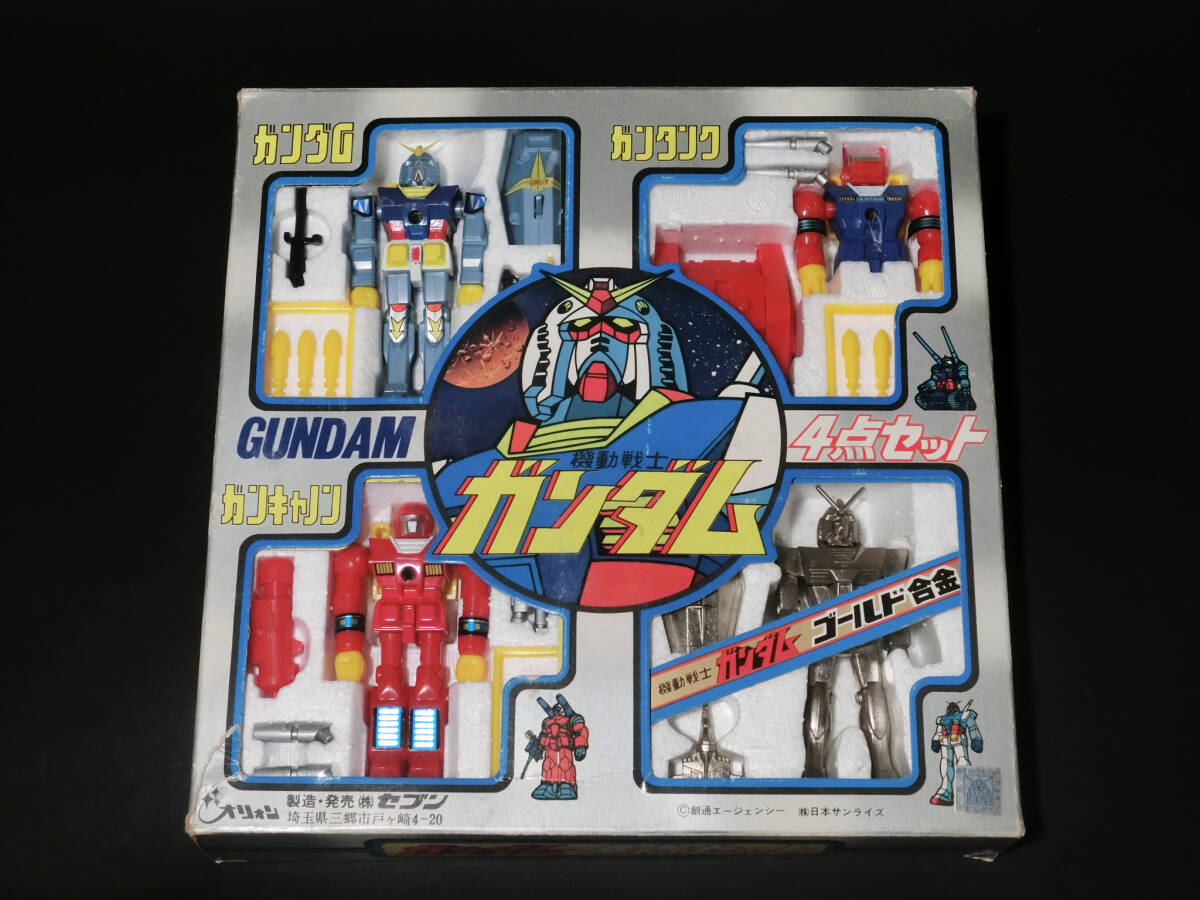 ガンダム
ガンタンク
GUNDAM
4点セット
機動戦士
ガンダム
ガンキャノン
機動戦士 ガンダム ゴールド合金
オリオン
製造・発売 ㈱ セブン
埼玉県三郷市戸ヶ崎4-20
©創通エージェンシー ㈱日本サンライズ